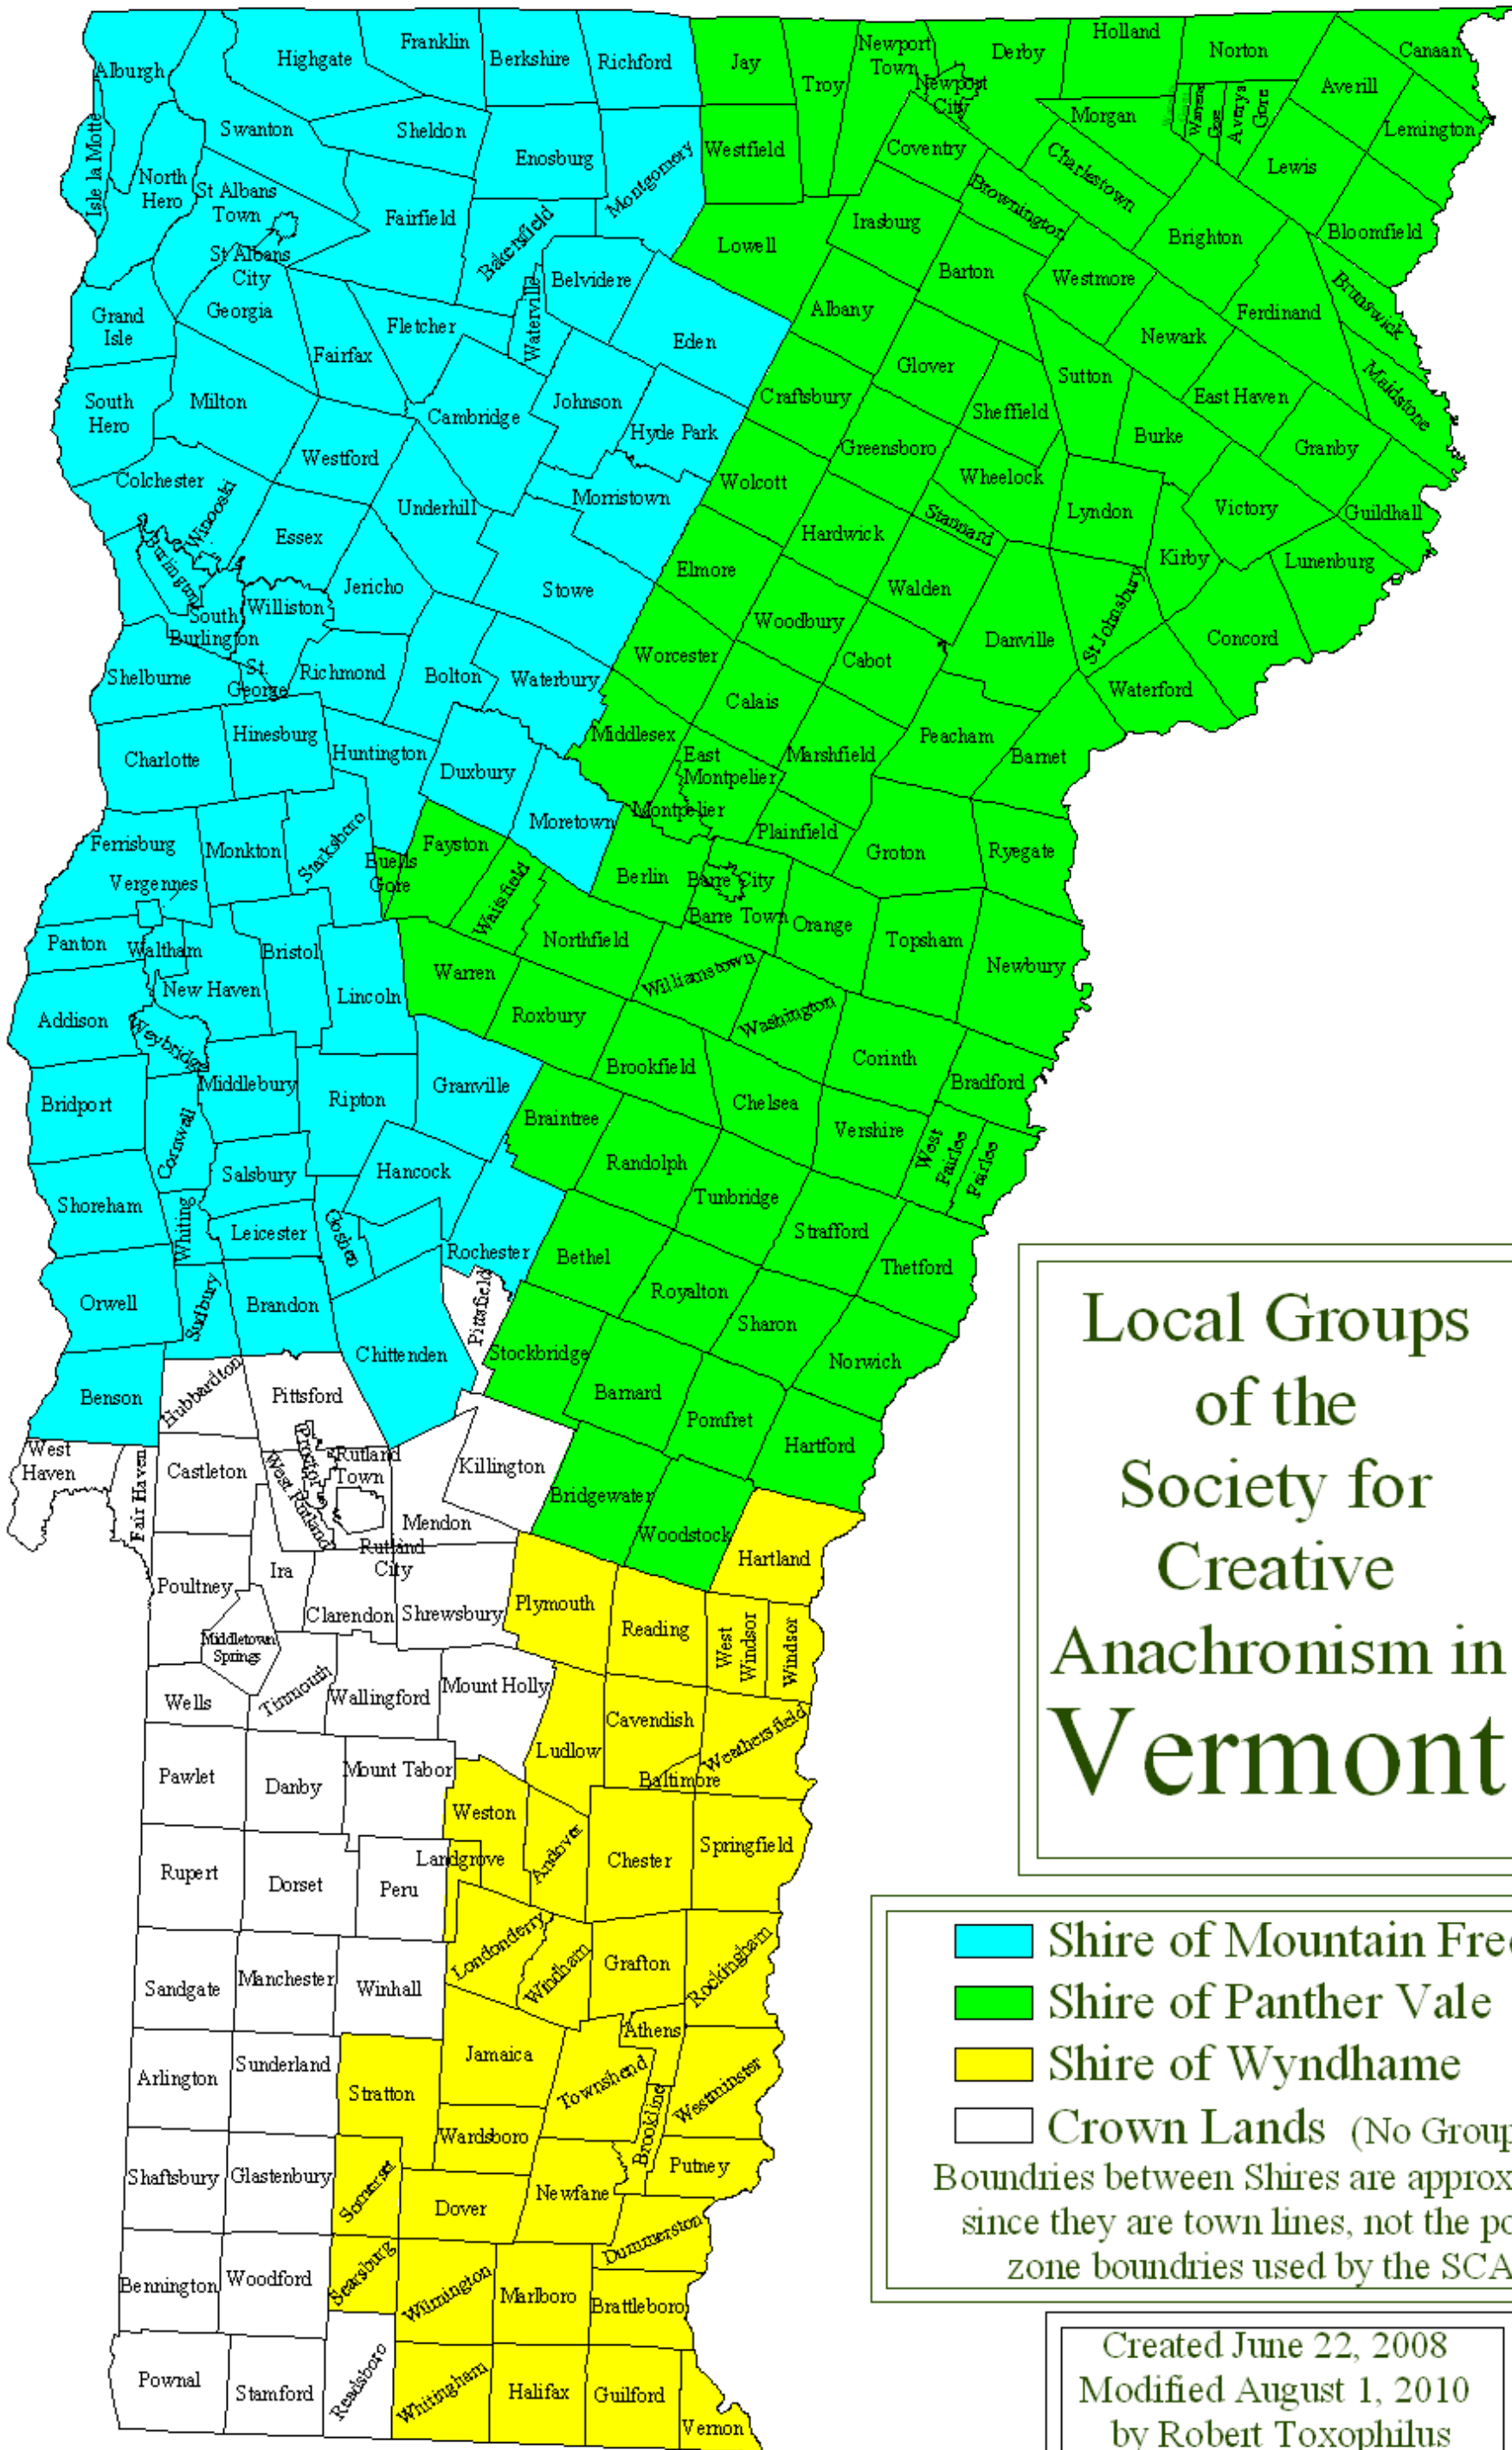 Alburgh
Highgate
Franklin
Berkshire
Richford
Jay
Troy
Newport
Town
Newport
City
Derby
Holland
Norton
Canaan
Averill
Isle la Motte
North
Hero
Swanton
Sheldon
Enosburg
Montgomery
Westfield
Coventry
Morgan
Charlestown
Warrens
Gore
Averys
Gore
Lewis
Lemington
St Albans
Town
St Albans
City
Fairfield
Bakersfield
Lowell
Irasburg
Brownington
Brighton
Bloomfield
Grand
Isle
Georgia
Fairfax
Fletcher
Waterville
Belvidere
Eden
Albany
Barton
Westmore
Newark
Ferdinand
Brunswick
Maidstone
South
Hero
Milton
Westford
Cambridge
Johnson
Hyde Park
Craftsbury
Glover
Sheffield
Sutton
Burke
East Haven
Granby
Colchester
Winooski
Essex
Underhill
Morristown
Wolcott
Greensboro
Wheelock
Stannard
Lyndon
Victory
Guildhall
Burlington
South
Burlington
Williston
Jericho
Stowe
Elmore
Hardwick
Walden
Danville
St Johnsbury
Kirby
Lunenburg
Concord
Shelburne
St.
George
Richmond
Bolton
Waterbury
Worcester
Woodbury
Cabot
Calais
Waterford
Charlotte
Hinesburg
Huntington
Duxbury
Moretown
Middlesex
East
Montpelier
Montpelier
Marshfield
Plainfield
Peacham
Barnet
Ferrisburg
Vergennes
Monkton
Starksboro
Buells
Gore
Fayston
Waitsfield
Berlin
Barre City
Barre Town
Orange
Groton
Ryegate
Panton
Waltham
New Haven
Bristol
Lincoln
Warren
Northfield
Williamstown
Washington
Topsham
Newbury
Addison
Weybridge
Middlebury
Ripton
Granville
Roxbury
Brookfield
Chelsea
Corinth
Bradford
Bridport
Cornwall
Salsbury
Hancock
Braintree
Randolph
Tunbridge
Vershire
West
Fairlee
Fairlee
Shoreham
Whiting
Leicester
Goshen
Rochester
Bethel
Royalton
Strafford
Thetford
Orwell
Sudbury
Brandon
Chittenden
Pittsfield
Stockbridge
Barnard
Sharon
Norwich
Benson
Hubbardton
Pittsford
Pomfret
Hartford
West
Haven
Fair Haven
Castleton
Proctor
West Rutland
Rutland
Town
Rutland
City
Mendon
Killington
Bridgewater
Woodstock
Hartland
Poultney
Ira
Clarendon
Shrewsbury
Plymouth
Reading
West
Windsor
Windsor
Middletown
Springs
Wells
Tinmouth
Wallingford
Mount Holly
Ludlow
Cavendish
Weathersfield
Baltimore
Pawlet
Danby
Mount Tabor
Weston
Andover
Chester
Springfield
Rupert
Dorset
Peru
Landgrove
Londonderry
Windham
Grafton
Rockingham
Sandgate
Manchester
Winhall
Jamaica
Townshend
Athens
Brookline
Westminster
Arlington
Sunderland
Stratton
Wardsboro
Newfane
Putney
Shaftsbury
Glastenbury
Somerset
Dover
Dummerston
Bennington
Woodford
Searsburg
Wilmington
Marlboro
Brattleboro
Pownal
Stamford
Readsboro
Whitingham
Halifax
Guilford
Vernon
Local Groups
of the
Society for
Creative
Anachronism in
Vermont
Shire of Mountain Fre
Shire of Panther Vale
Shire of Wyndhame
Crown Lands (No Group
Boundries between Shires are approx
since they are town lines, not the po
zone boundries used by the SCA
Created June 22, 2008
Modified August 1, 2010
by Robert Toxophilus